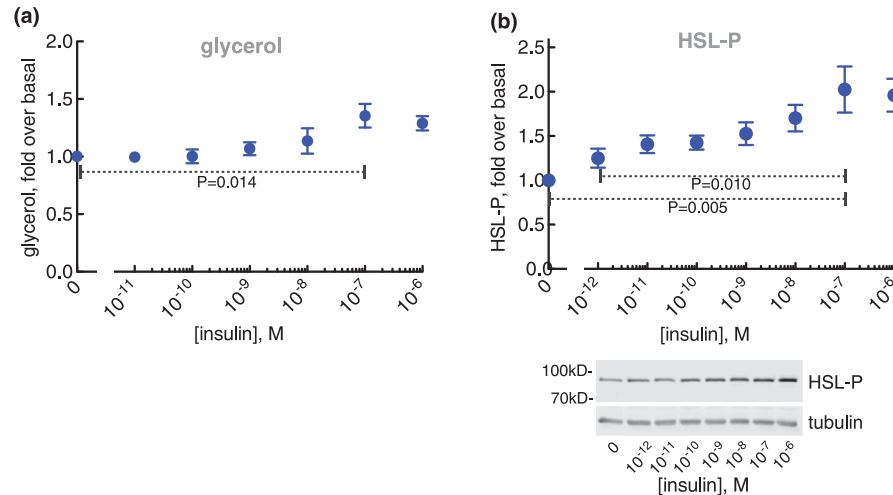 (a)
glycerol
glycerol, fold over basal
2.0
1.5
1.0
0.5
0.0
P=0.014
0
10-11
10-10
10-9
10-8
10-7
10-6
[insulin], M
(b)
HSL-P
HSL-P, fold over basal
2.5
2.0
1.5
1.0
0.5
0.0
P=0.010
P=0.005
0
10-12
10-11
10-10
10-9
10-8
10-7
10-6
[insulin], M
100kD-
70kD-
HSL-P
tubulin
0
10-12
10-11
10-10
10-9
10-8
10-7
10-6
[insulin], M